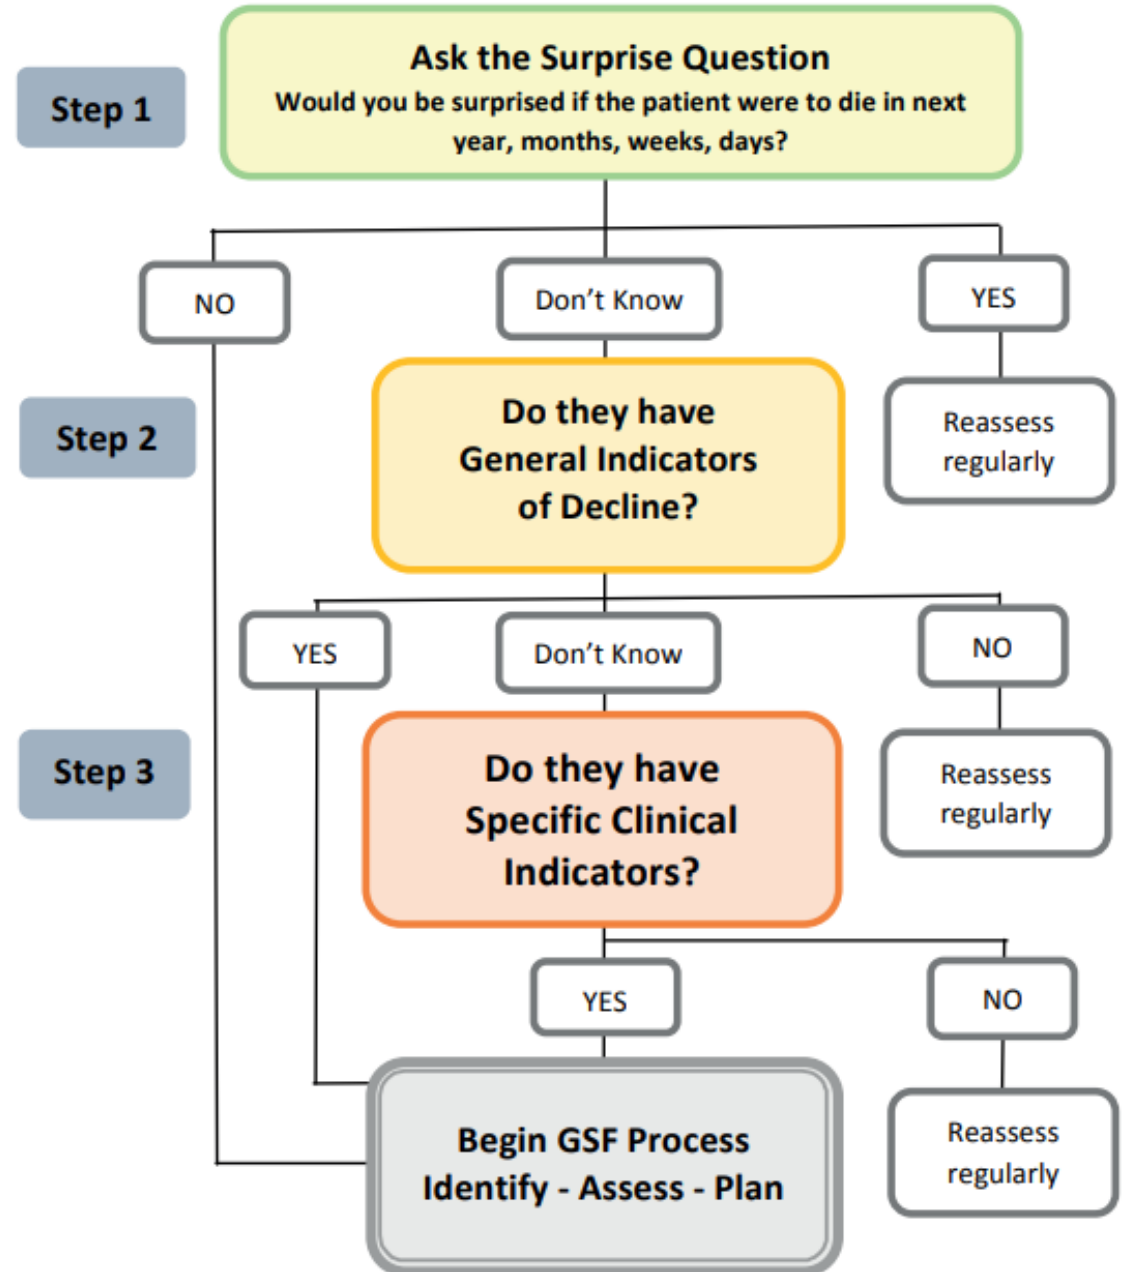 Ask the Surprise Question
Step 1
Would you be surprised if the patient were to die in next
year, months, weeks, days?
NO
Don't Know
YES
Step 2
Do they have
General Indicators
of Decline?
Reassess
regularly
YES
Don't Know
NO
Step 3
Do they have
Specific Clinical
Indicators?
Reassess
regularly
YES
NO
Begin GSF Process
Identify - Assess - Plan
Reassess
regularly